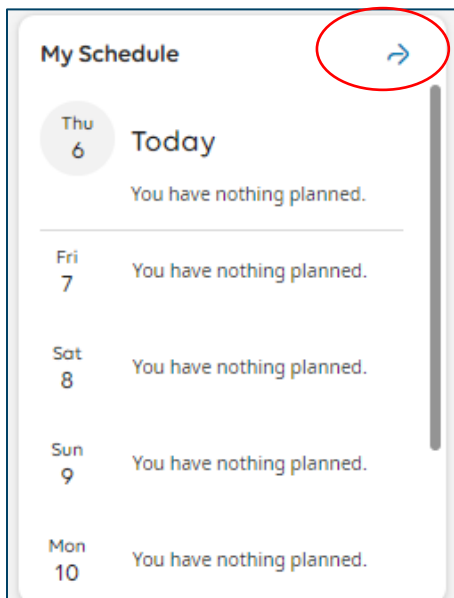 My Schedule
Thu
6
Today
You have nothing planned.
Fri
7
You have nothing planned.
Sat
8
You have nothing planned.
Sun
9
You have nothing planned.
Mon
10
You have nothing planned.